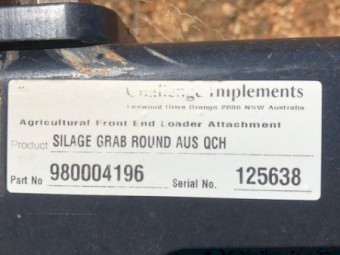 Challenge Implements
Leewood Drive Orange 2800 NSW Australia
Agricultural Front End Loader Attachment
Product SILAGE GRAB ROUND AUS QCH
Part No 980004196 Serial No. 125638